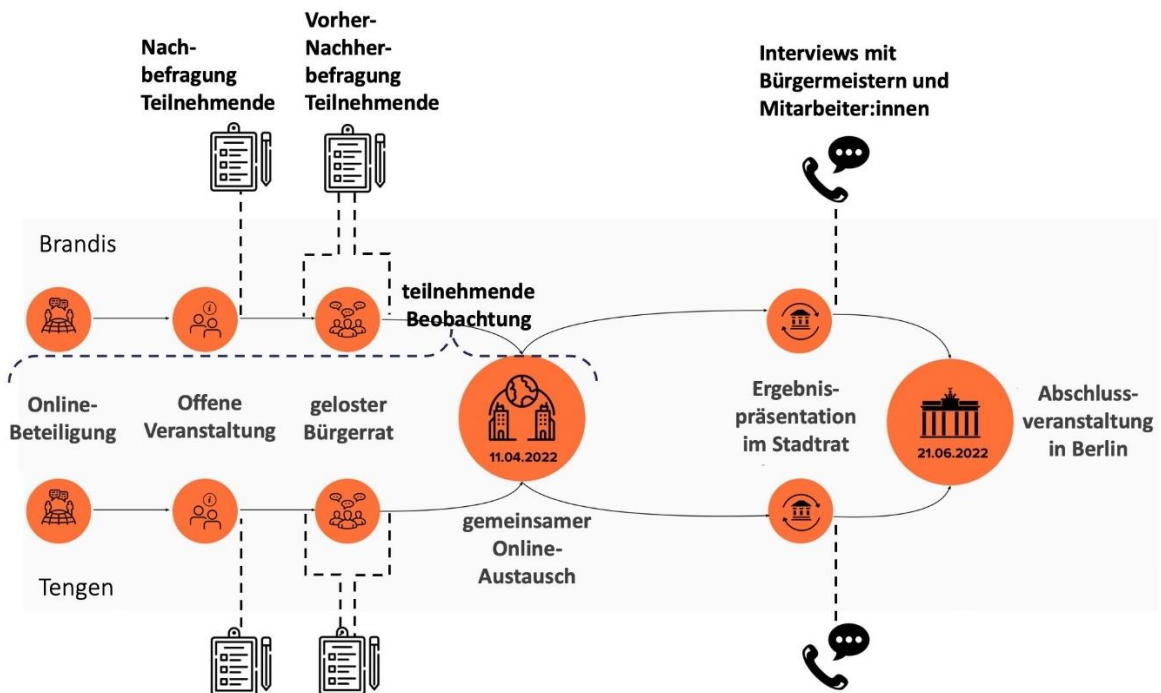 Nach-
befragung
Teilnehmende
Vorher-
Nachher-
befragung
Teilnehmende
Interviews mit
Bürgermeistern und
Mitarbeiter:innen
Brandis
teilnehmende
Beobachtung
Online-
Beteiligung
Offene
Veranstaltung
geloster
Bürgerrat
11.04.2022
Ergebnis-
präsentation
im Stadtrat
21.06.2022
Abschluss-
veranstaltung
in Berlin
gemeinsamer
Online-
Austausch
Tengen